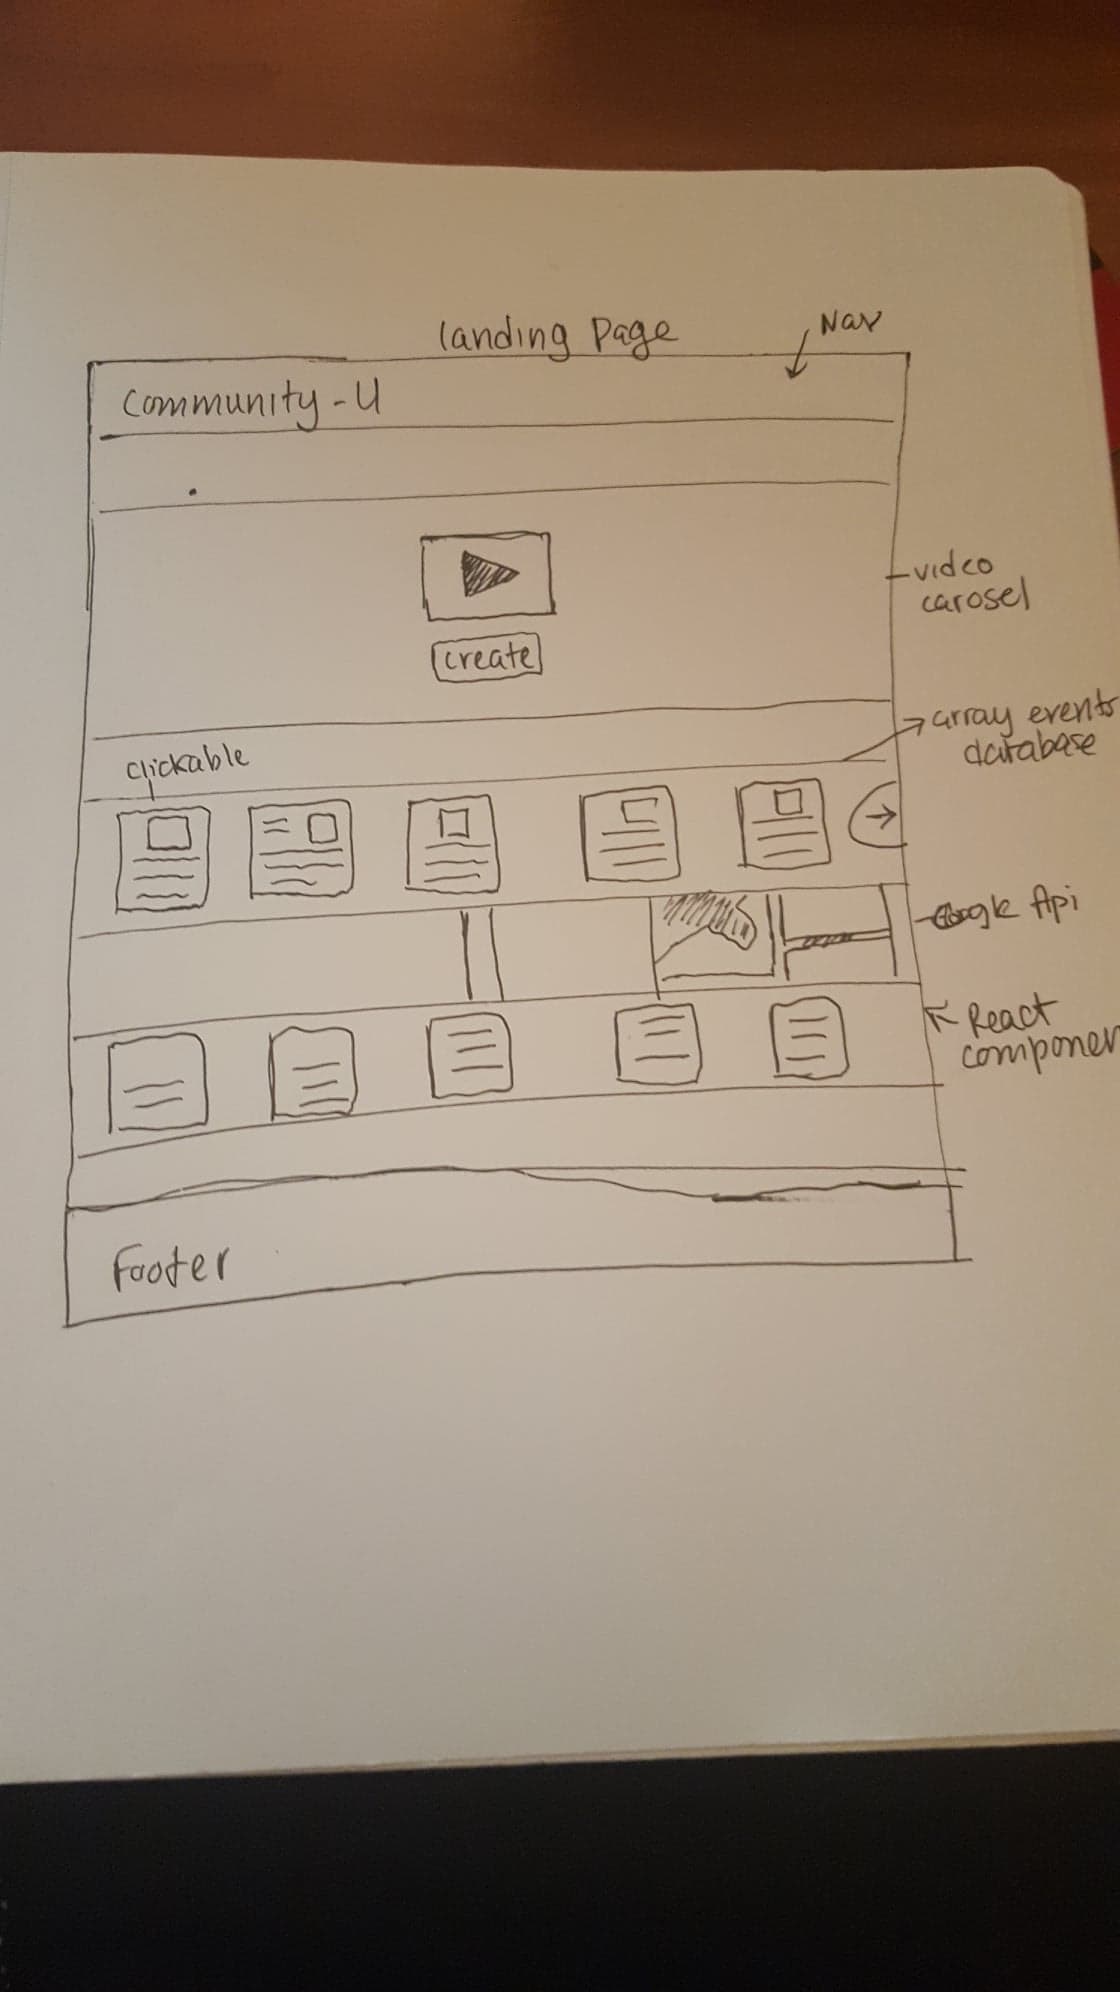 landing Page
Nav
Community-U
video
carosel
create
array events
database
clickable
Google Api
React
componen
Footer